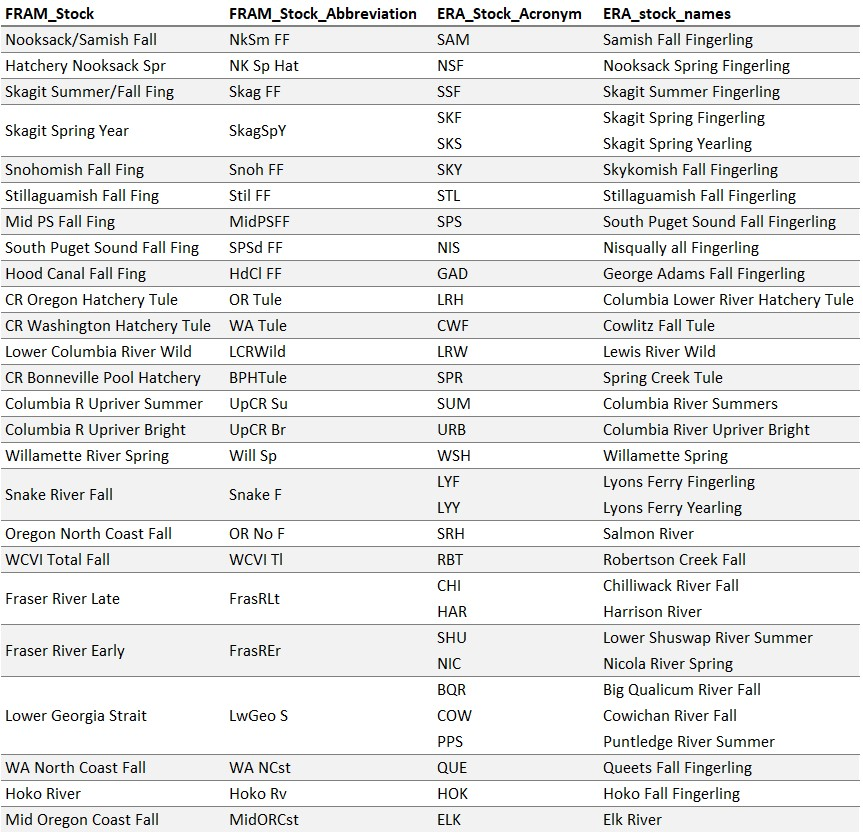 FRAM_Stock FRAM_Stock_Abbreviation ERA_Stock_Acronym ERA_stock_names
Nooksack/Samish Fall NkSm FF SAM Samish Fall Fingerling
Hatchery Nooksack Spr NK Sp Hat NSF Nooksack Spring Fingerling
Skagit Summer/Fall Fing Skag FF SSF Skagit Summer Fingerling
Skagit Spring Year SkagSpY SKF Skagit Spring Fingerling
SKS Skagit Spring Yearling
Snohomish Fall Fing Snoh FF SKY Skykomish Fall Fingerling
Stillaguamish Fall Fing Stil FF STL Stillaguamish Fall Fingerling
Mid PS Fall Fing MidPSFF SPS South Puget Sound Fall Fingerling
South Puget Sound Fall Fing SPSd FF NIS Nisqually all Fingerling
Hood Canal Fall Fing HdCl FF GAD George Adams Fall Fingerling
CR Oregon Hatchery Tule OR Tule LRH Columbia Lower River Hatchery Tule
CR Washington Hatchery Tule WA Tule CWF Cowlitz Fall Tule
Lower Columbia River Wild LCRWild LRW Lewis River Wild
CR Bonneville Pool Hatchery BPHTule SPR Spring Creek Tule
Columbia R Upriver Summer UpCR Su SUM Columbia River Summers
Columbia R Upriver Bright UpCR Br URB Columbia River Upriver Bright
Willamette River Spring Will Sp WSH Willamette Spring
Snake River Fall Snake F LYF Lyons Ferry Fingerling
LYY Lyons Ferry Yearling
Oregon North Coast Fall OR No F SRH Salmon River
WCVI Total Fall WCVI Tl RBT Robertson Creek Fall
Fraser River Late FrasRLt CHI Chilliwack River Fall
HAR Harrison River
Fraser River Early FrasREr SHU Lower Shuswap River Summer
NIC Nicola River Spring
Lower Georgia Strait LwGeo S BQR Big Qualicum River Fall
COW Cowichan River Fall
PPS Puntledge River Summer
WA North Coast Fall WA NCst QUE Queets Fall Fingerling
Hoko River Hoko Rv HOK Hoko Fall Fingerling
Mid Oregon Coast Fall MidORCst ELK Elk River